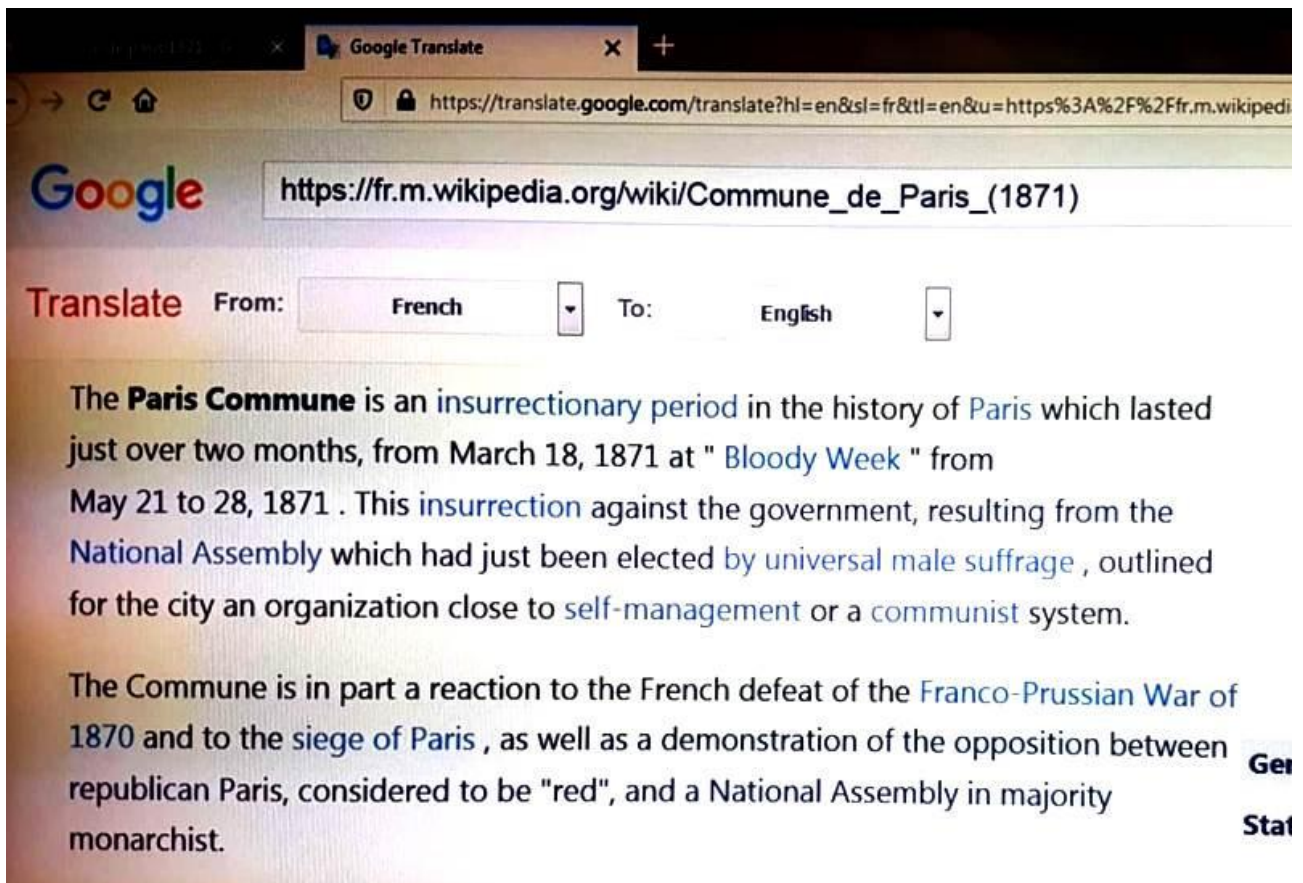 Google Translate
https://translate.google.com/translate?hl=en&sl=fr&tl=en&u=https%3A%2F%2Ffr.m.wikipedi
Google
https://fr.m.wikipedia.org/wiki/Commune_de_Paris_(1871)
Translate From: French To: English
The Paris Commune is an insurrectionary period in the history of Paris which lasted
just over two months, from March 18, 1871 at " Bloody Week " from
May 21 to 28, 1871 . This insurrection against the government, resulting from the
National Assembly which had just been elected by universal male suffrage , outlined
for the city an organization close to self-management or a communist system.
The Commune is in part a reaction to the French defeat of the Franco-Prussian War of
1870 and to the siege of Paris , as well as a demonstration of the opposition between
Ger
republican Paris, considered to be "red", and a National Assembly in majority
Stat
monarchist.